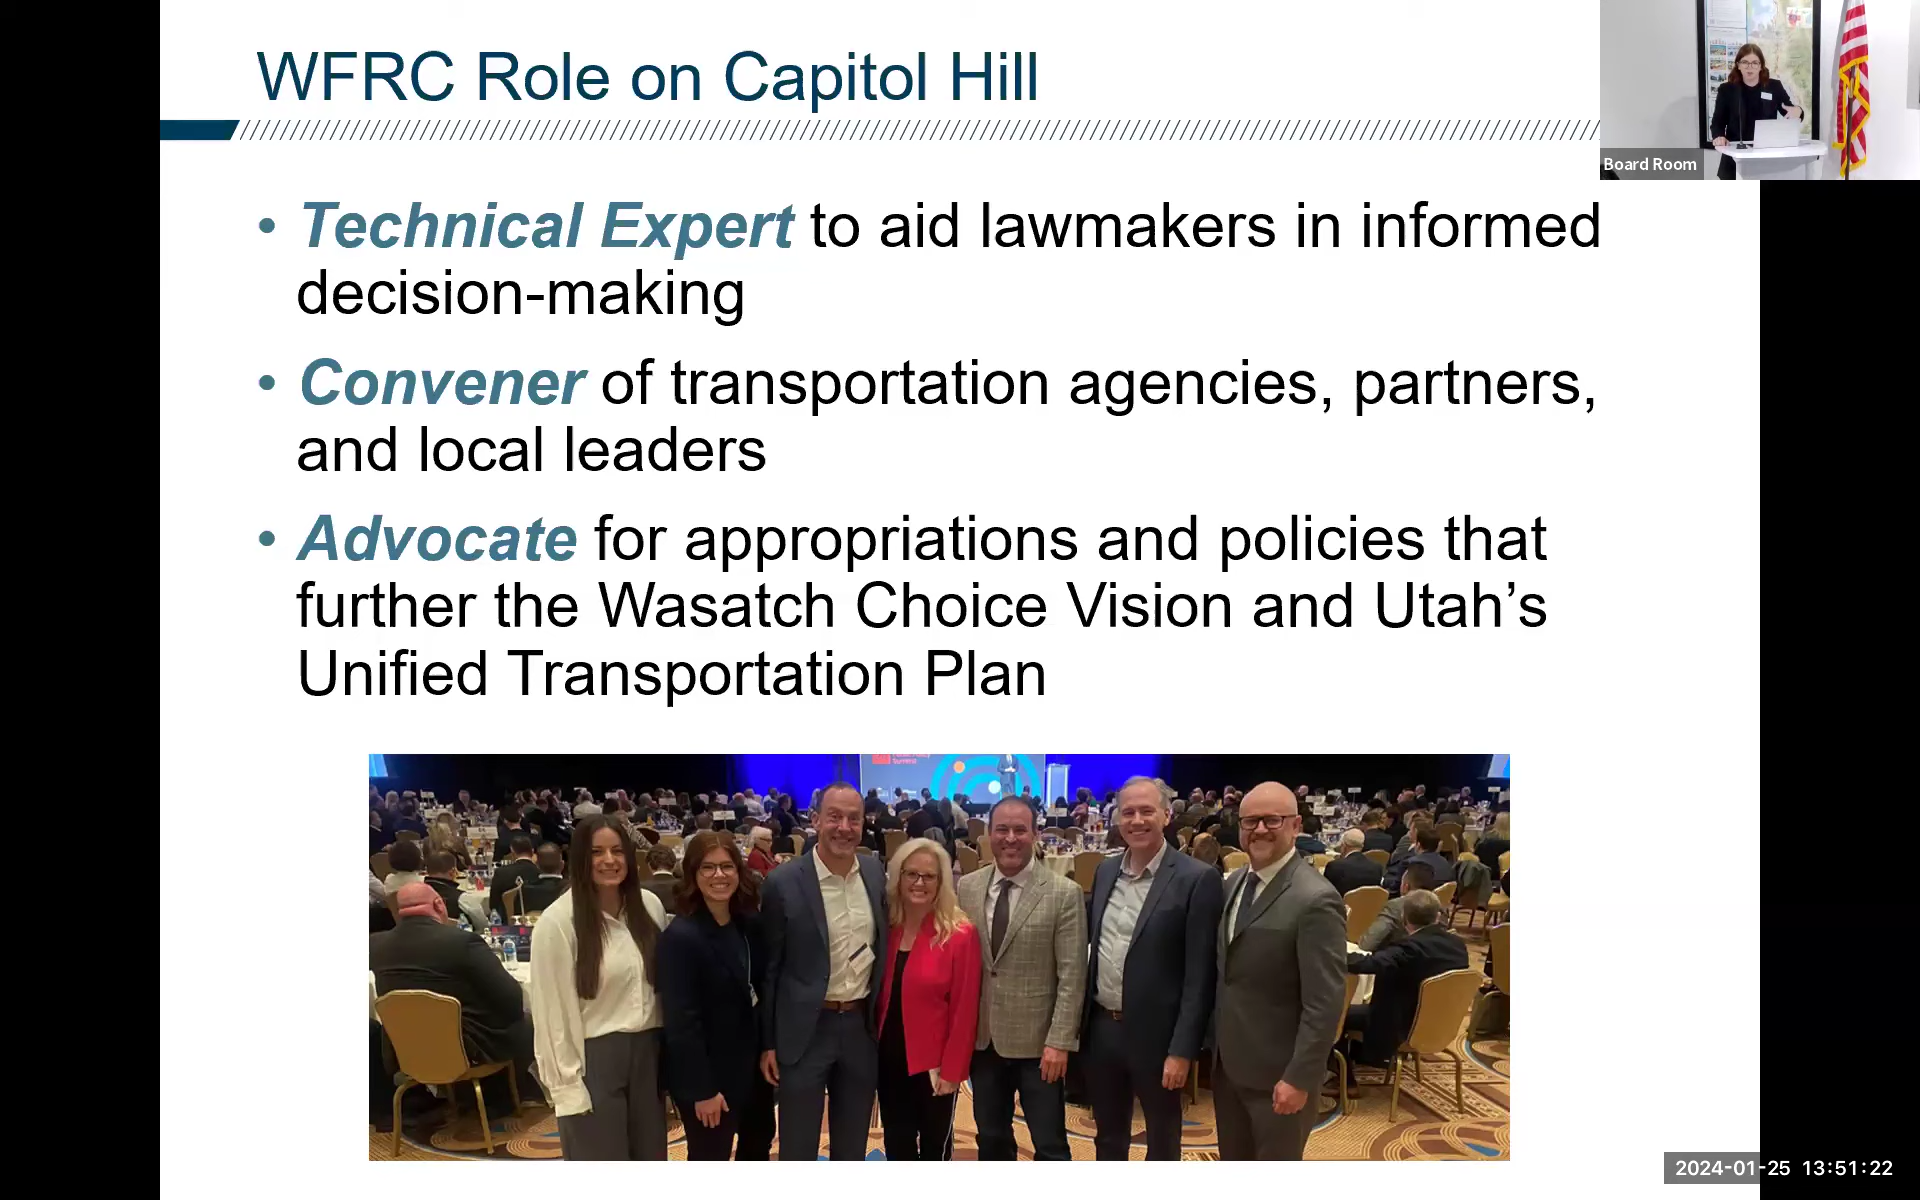 WFRC Role on Capitol Hill
Board Room
• Technical Expert to aid lawmakers in informed
decision-making
• Convener of transportation agencies, partners,
and local leaders
• Advocate for appropriations and policies that
further the Wasatch Choice Vision and Utah’s
Unified Transportation Plan
2024-01-25 13:51:22